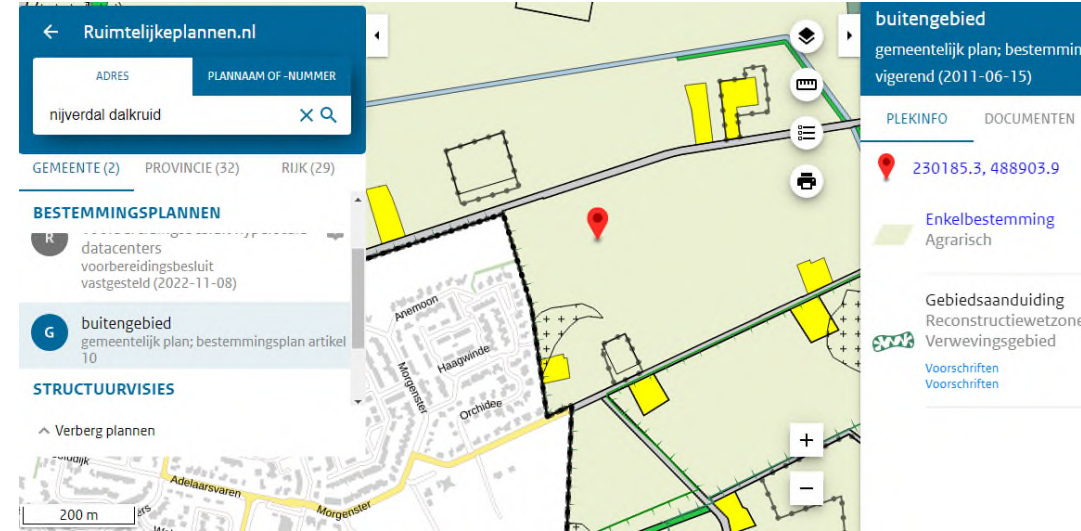 Ruimtelijkeplannen.nl
ADRES
PLANNAAM OF -NUMMER
nijverdal dalkruid
GEMEENTE (2)
PROVINCIE (32)
RIJK (29)
BESTEMMINGSPLANNEN
R
datacenters
voorbereidingsbesluit
vastgesteld (2022-11-08)
G
buitengebied
gemeentelijk plan; bestemmingsplan artikel
10
STRUCTUURVISIES
Verberg plannen
Anemoon
Haagwinde
Morgenster
Orchidee
Adelaarsvaren
Morgenster
200 m
+
−
buitengebied
gemeentelijk plan; bestemmin
vigerend (2011-06-15)
PLEKINFO
DOCUMENTEN
230185.3, 488903.9
Enkelbestemming
Agrarisch
Gebiedsaanduiding
Reconstructiewetzone
Verwevingsgebied
Voorschriften
Voorschriften